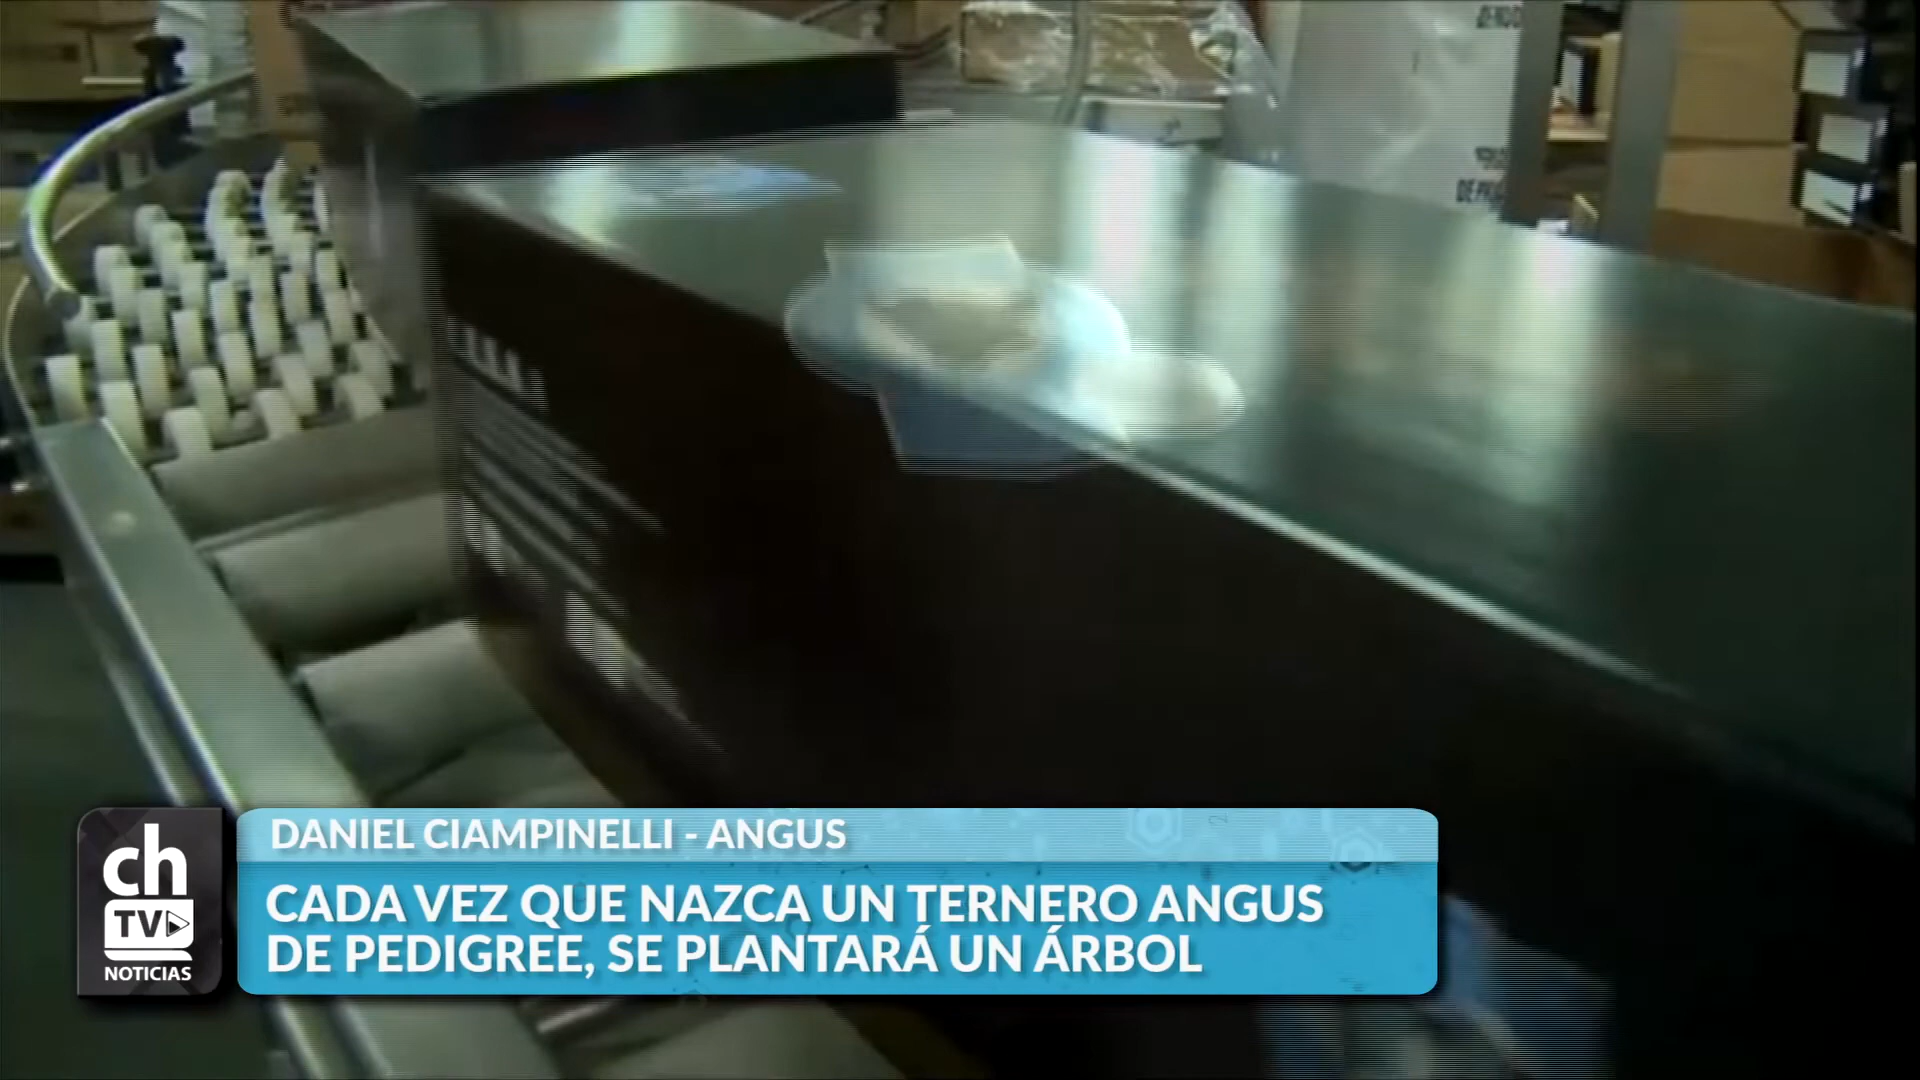 DANIEL CIAMPINELLI - ANGUS
CADA VEZ QUE NAZCA UN TERNERO ANGUS
DE PEDIGREE, SE PLANTARÁ UN ÁRBOL
ch
TV
NOTICIAS